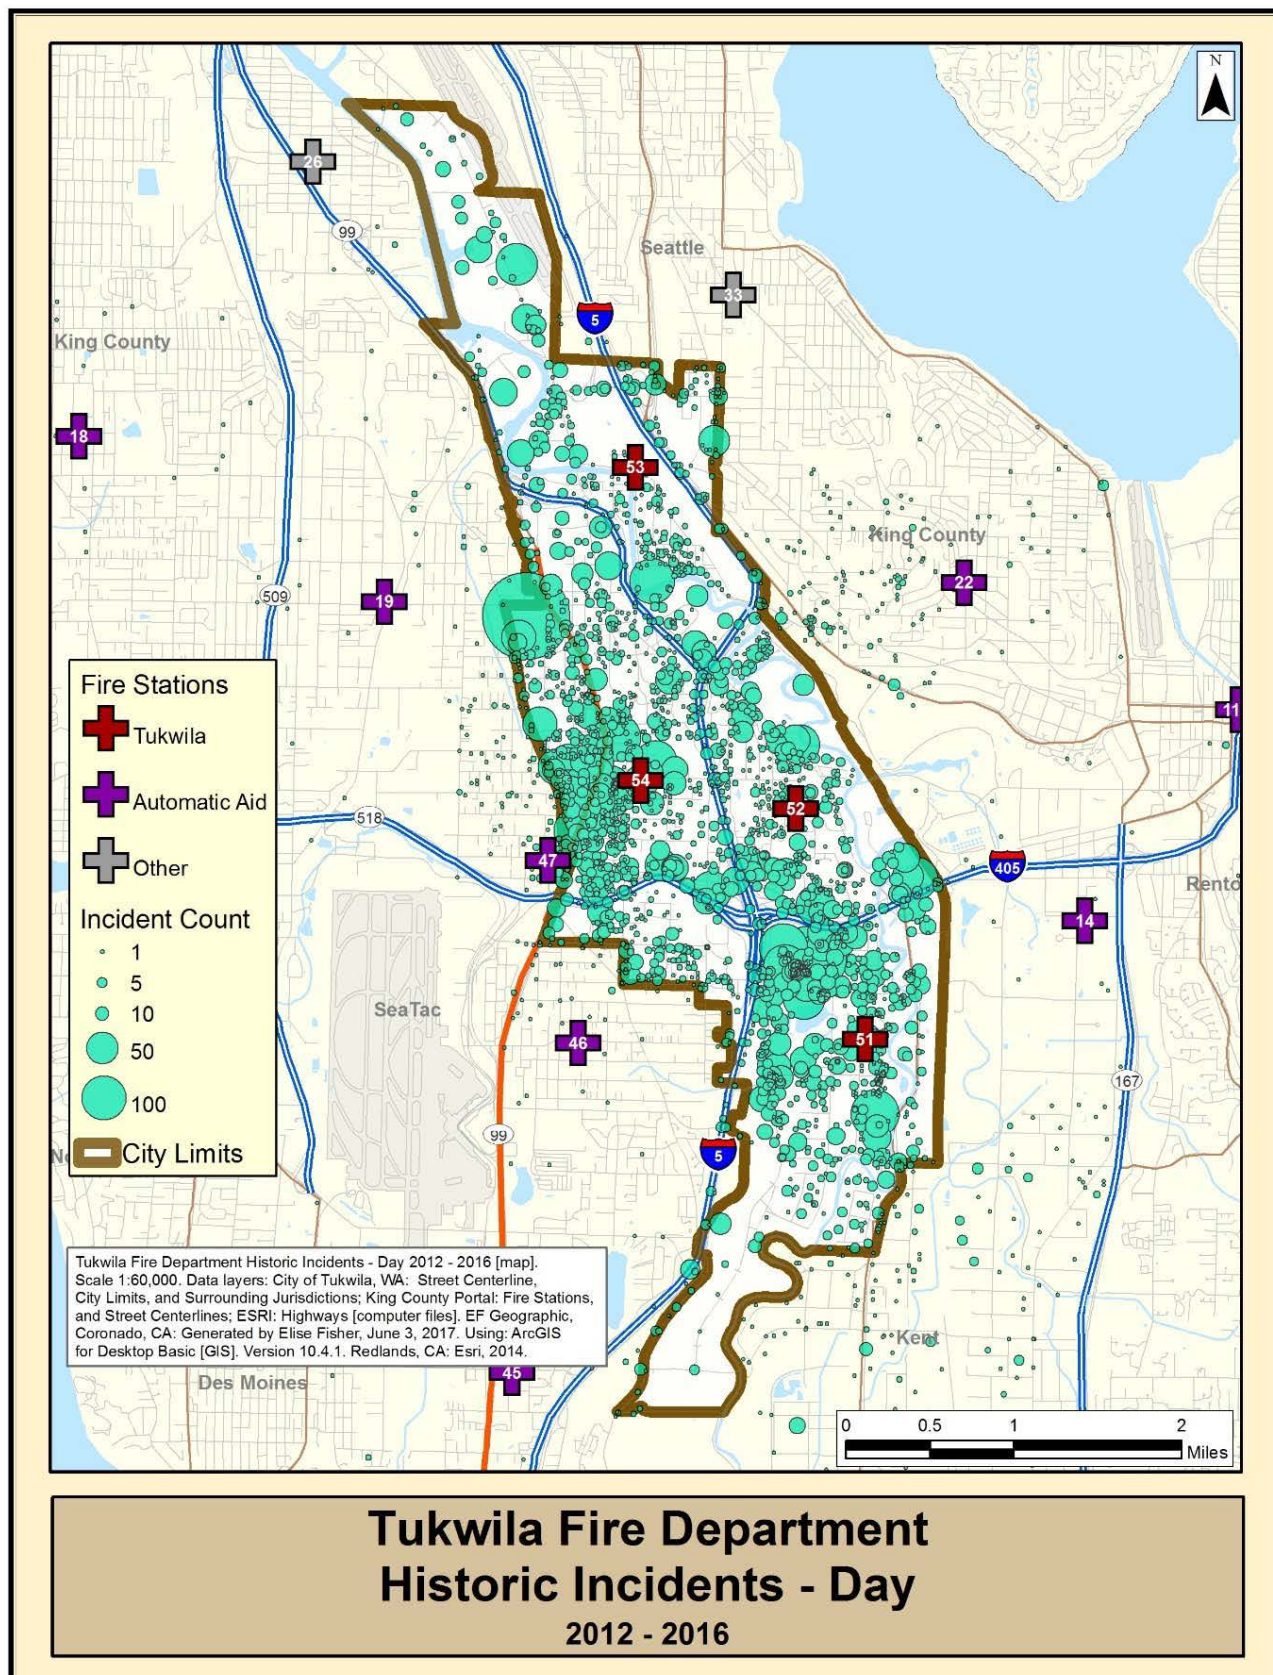 N
26
99
Seattle
33
5
King County
18
53
King County
22
19
509
Fire Stations
Tukwila
11
Automatic Aid
54
52
518
Other
47
405
Rento
14
Incident Count
1
5
10
50
100
City Limits
SeaTac
46
51
167
99
5
Tukwila Fire Department Historic Incidents - Day 2012 - 2016 [map].
Scale 1:60,000. Data layers: City of Tukwila, WA: Street Centerline,
City Limits, and Surrounding Jurisdictions; King County Portal: Fire Stations,
and Street Centerlines; ESRI: Highways [computer files]. EF Geographic,
Coronado, CA: Generated by Elise Fisher, June 3, 2017. Using: ArcGIS
for Desktop Basic [GIS]. Version 10.4.1. Redlands, CA: Esri, 2014.
Kent
45
Des Moines
0 0.5 1 2
Miles
Tukwila Fire Department
Historic Incidents - Day
2012 - 2016